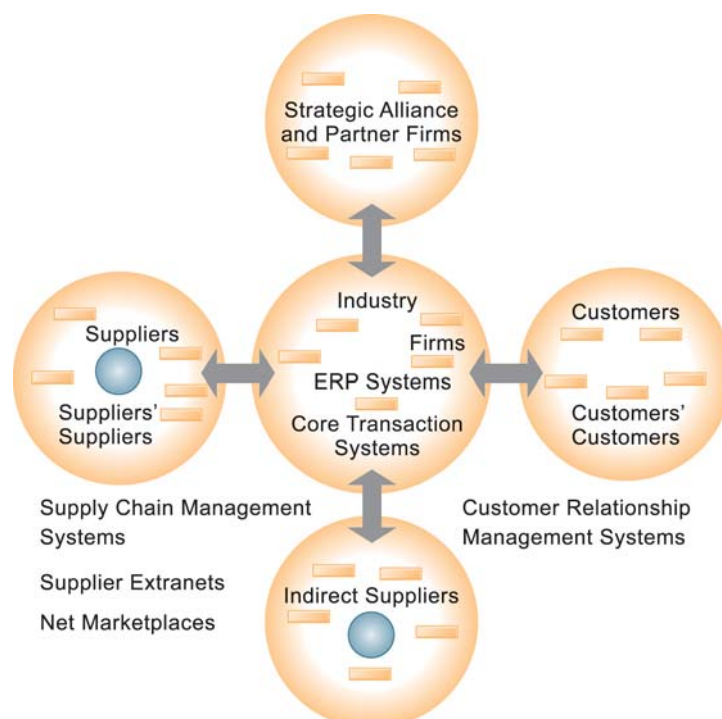 Strategic Alliance
and Partner Firms
Industry
Firms
ERP Systems
Core Transaction
Systems
Suppliers
Suppliers'
Suppliers
Customers
Customers'
Customers
Supply Chain Management
Systems
Supplier Extranets
Net Marketplaces
Customer Relationship
Management Systems
Indirect Suppliers